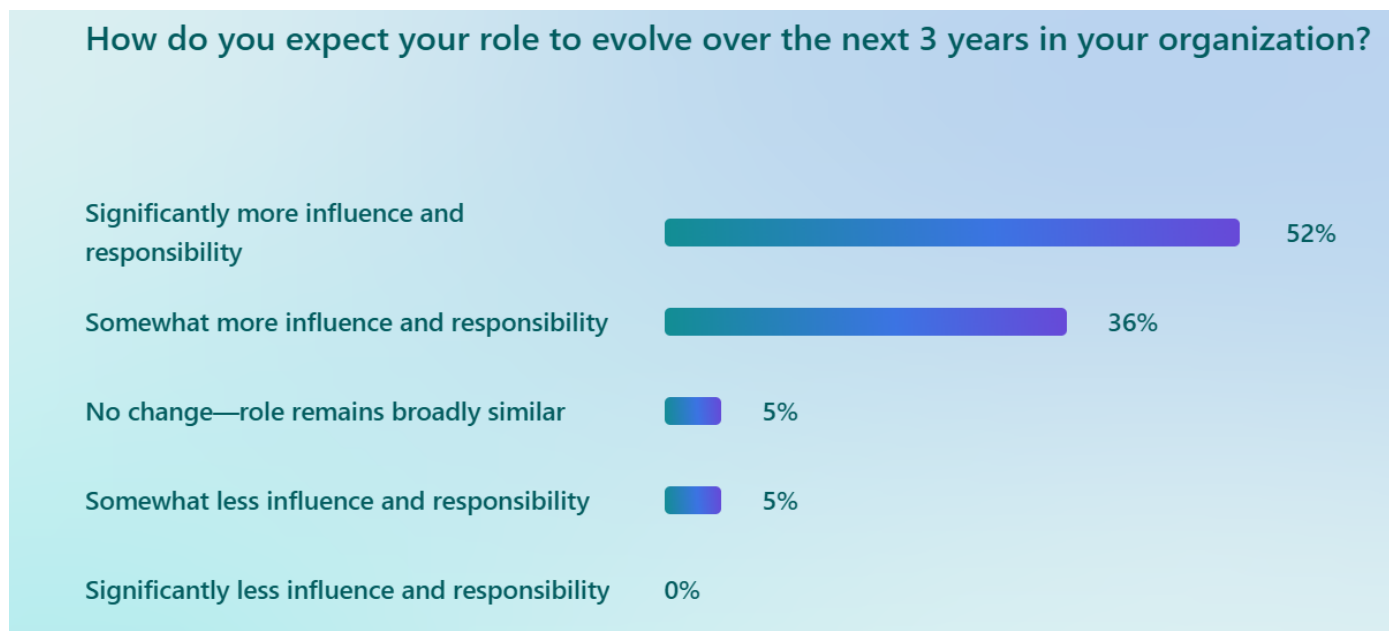 How do you expect your role to evolve over the next 3 years in your organization?
Significantly more influence and
responsibility
52%
Somewhat more influence and responsibility
36%
No change—role remains broadly similar
5%
Somewhat less influence and responsibility
5%
Significantly less influence and responsibility
0%